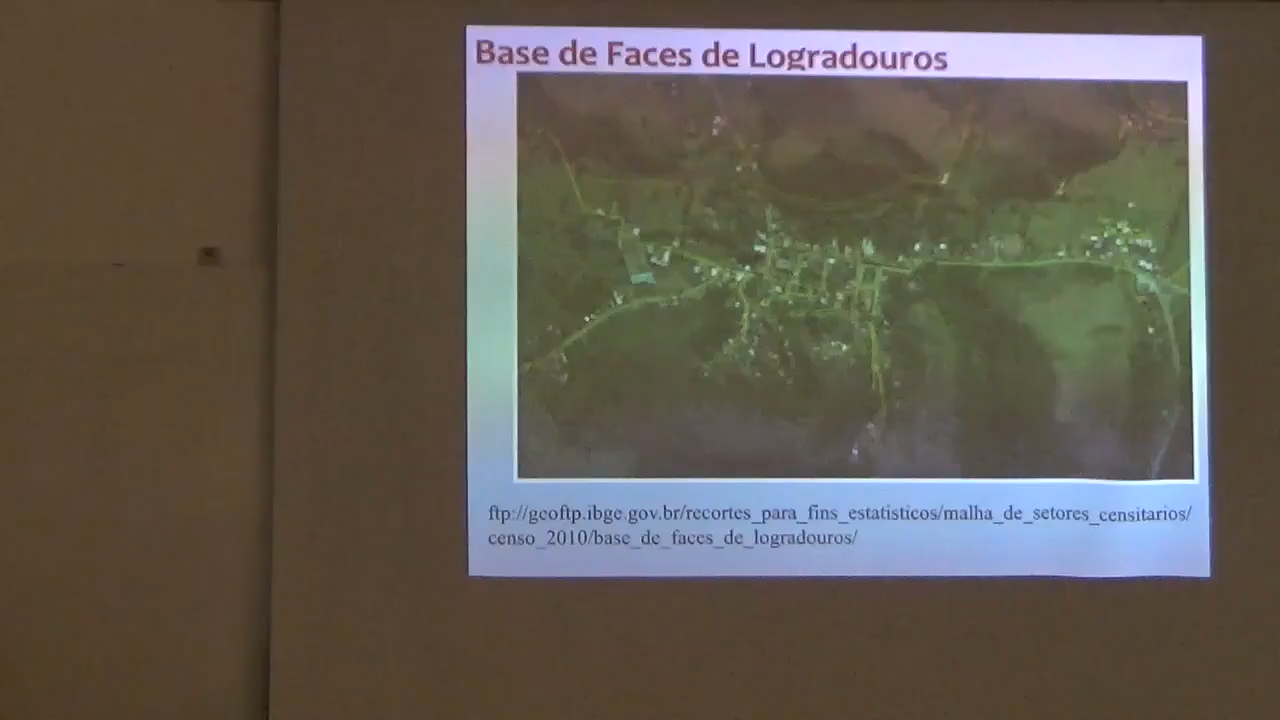 Base de Faces de Logradouros
ftp://geoftp.ibge.gov.br/recortes_para_fins_estatisticos/malha_de_setores_censitarios/
censo_2010/base_de_faces_de_logradouros/